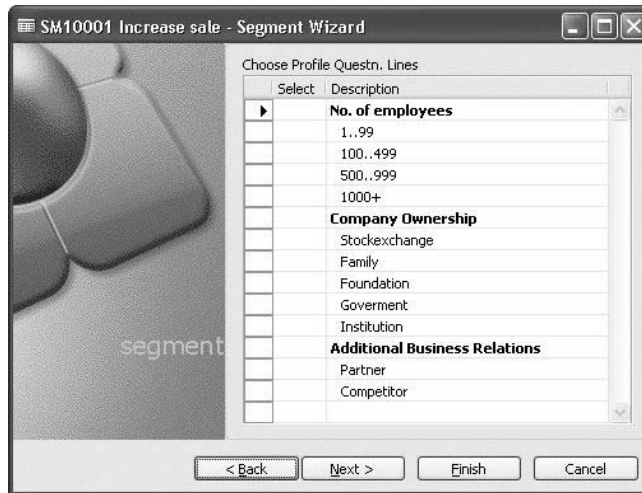 SM10001 Increase sale - Segment Wizard
Choose Profile Questn. Lines
Select Description
No. of employees
1..99
100..499
500..999
1000+
Company Ownership
Stockexchange
Family
Foundation
Goverment
Institution
Additional Business Relations
Partner
Competitor
segment
< Back Next > Finish Cancel